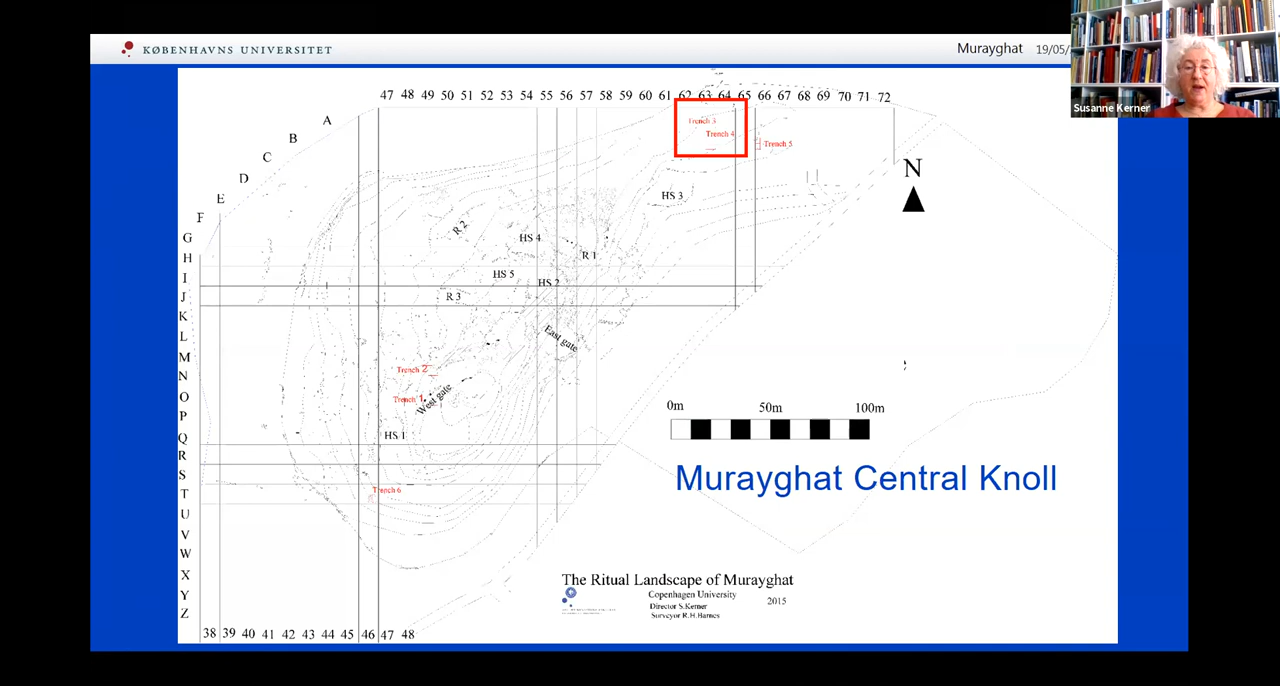 KØBENHAVNS UNIVERSITET
Murayghat 19/05/
Susanne Kerner
47 48 49 50 51 52 53 54 55 56 57 58 59 60 61 62 63 64 65 66 67 68 69 70 71 72
A
B
C
D
E
F
G
H
I
J
K
L
M
N
O
P
Q
R
S
T
U
V
W
X
Y
Z
Trench 3
Trench 4
Trench 5
N
HS 3
R 2
HS 4
R 1
HS 5
HS 2
R 3
East gate
Trench 2
Trench 1
West gate
HS 1
Trench 6
0m 50m 100m
Murayghat Central Knoll
The Ritual Landscape of Murayghat
Copenhagen University
2015
Director S.Kerner
Surveyor R.H.Barnes
38 39 40 41 42 43 44 45 46 47 48